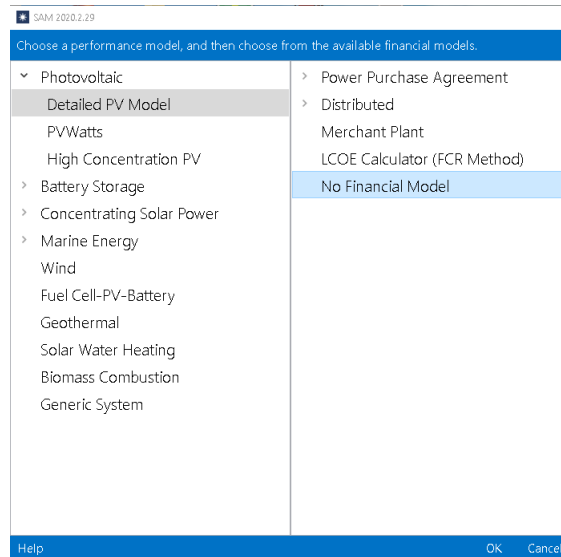 SAM 2020.2.29
Choose a performance model, and then choose from the available financial models.
Photovoltaic
Detailed PV Model
PVWatts
High Concentration PV
Battery Storage
Concentrating Solar Power
Marine Energy
Wind
Fuel Cell-PV-Battery
Geothermal
Solar Water Heating
Biomass Combustion
Generic System
Power Purchase Agreement
Distributed
Merchant Plant
LCOE Calculator (FCR Method)
No Financial Model
Help
OK
Cancel